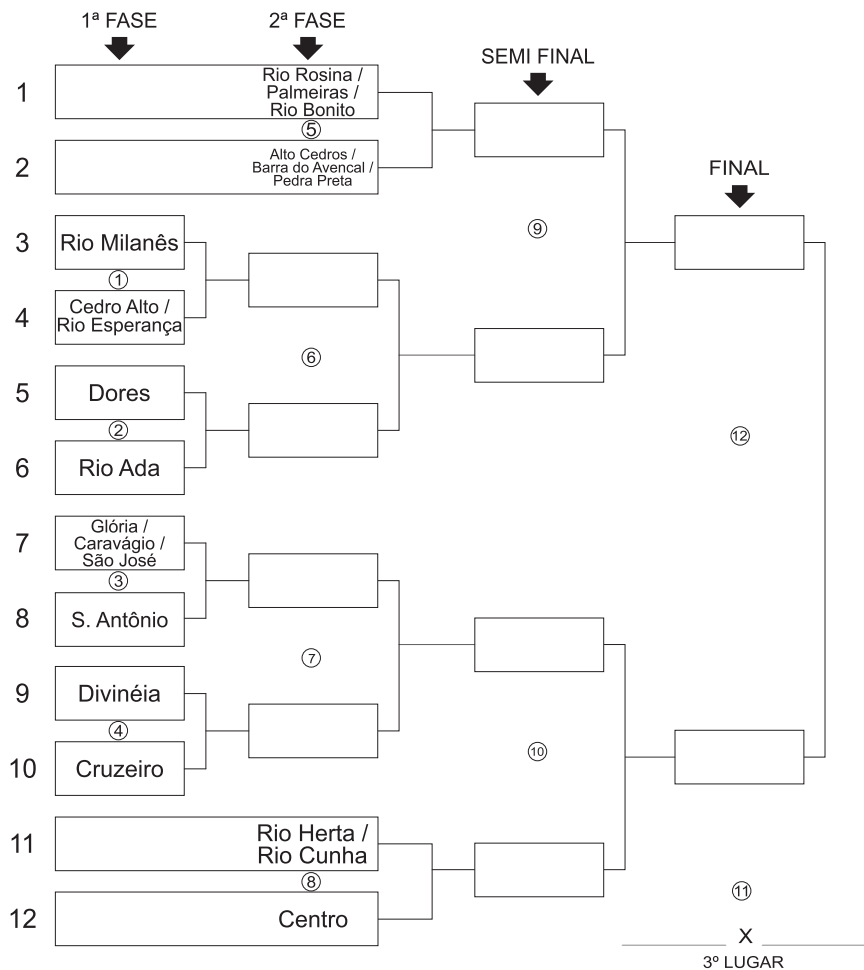 1ª FASE
2ª FASE
SEMI FINAL
FINAL
1
Rio Rosina /
Palmeiras /
Rio Bonito
5
2
Alto Cedros /
Barra do Avencal /
Pedra Preta
9
3
Rio Milanês
1
4
Cedro Alto /
Rio Esperança
6
5
Dores
2
12
6
Rio Ada
7
Glória /
Caravágio /
São José
3
8
S. Antônio
7
9
Divinéia
4
10
10
Cruzeiro
11
Rio Herta /
Rio Cunha
8
11
12
Centro
X
3º LUGAR